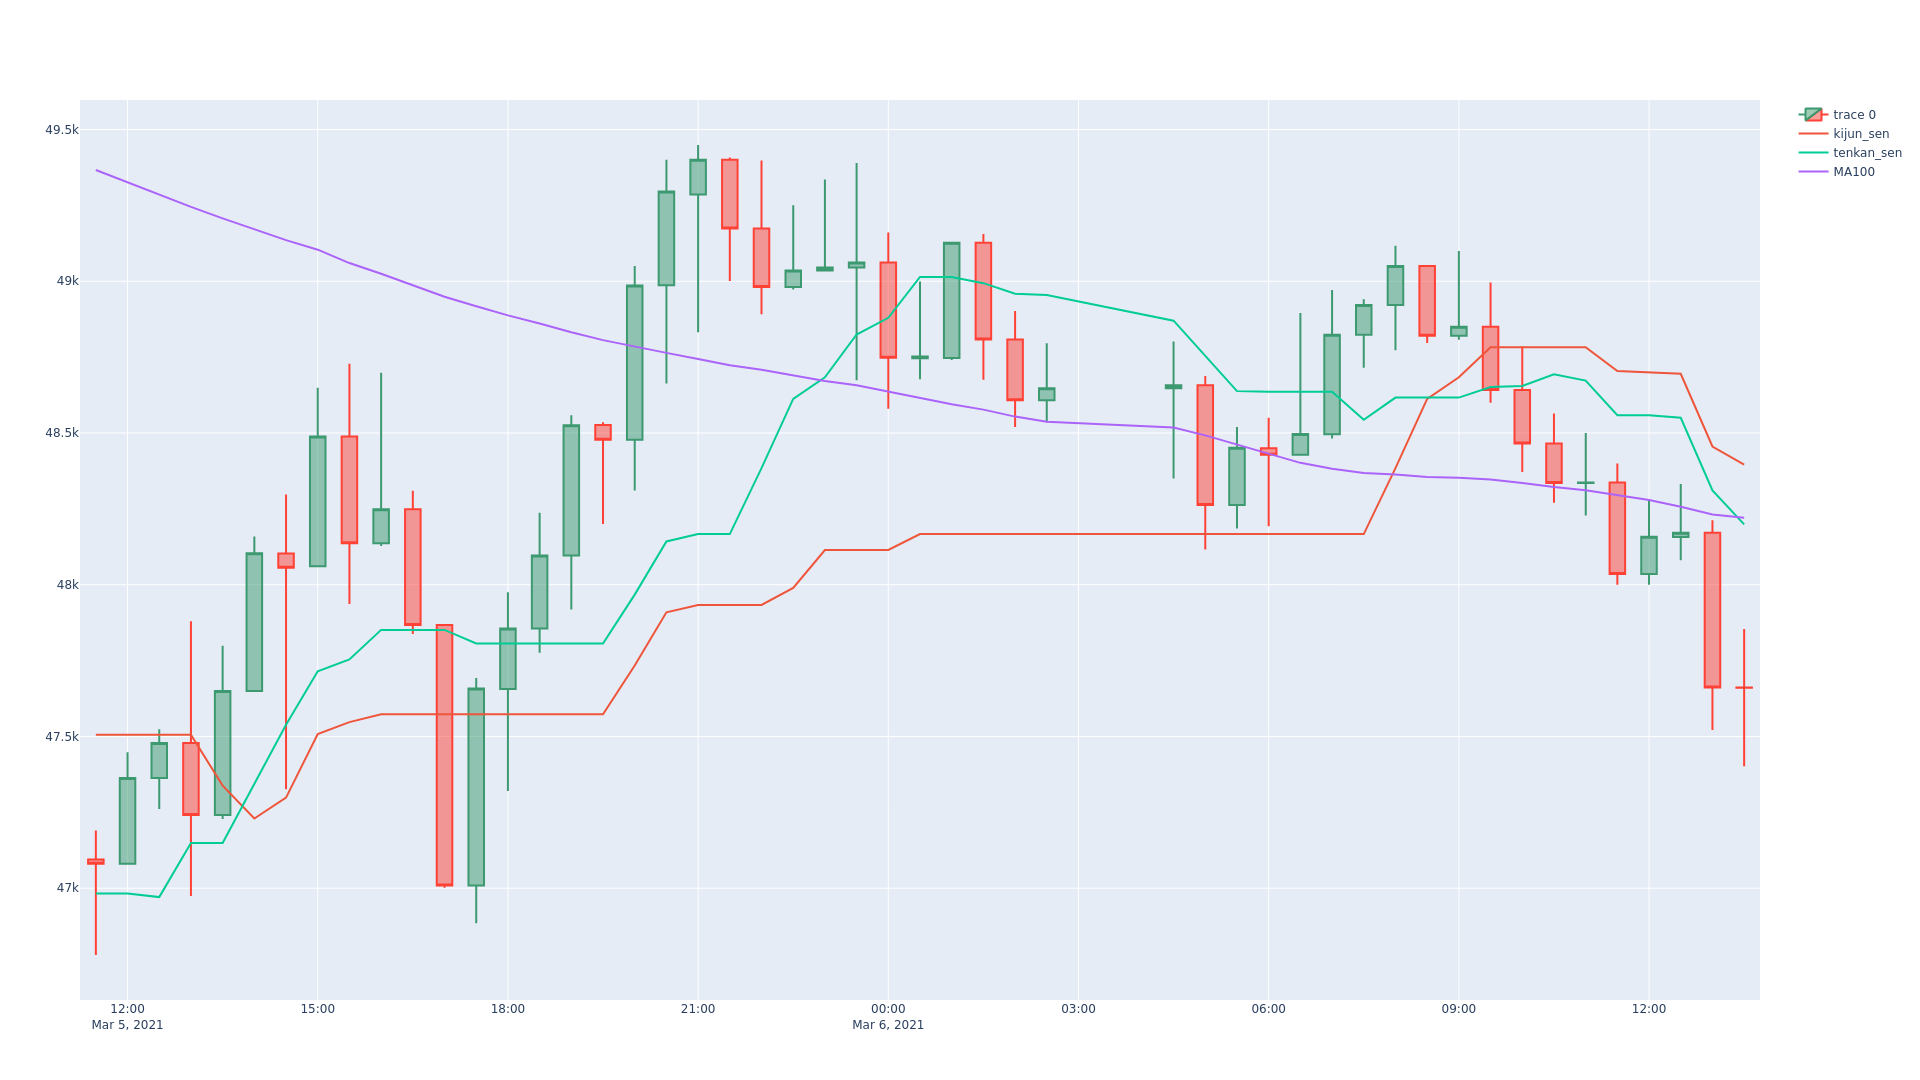 49.5k
49k
48.5k
48k
47.5k
47k
12:00
Mar 5, 2021
15:00
18:00
21:00
00:00
Mar 6, 2021
03:00
06:00
09:00
12:00
trace 0
kijun_sen
tenkan_sen
MA100